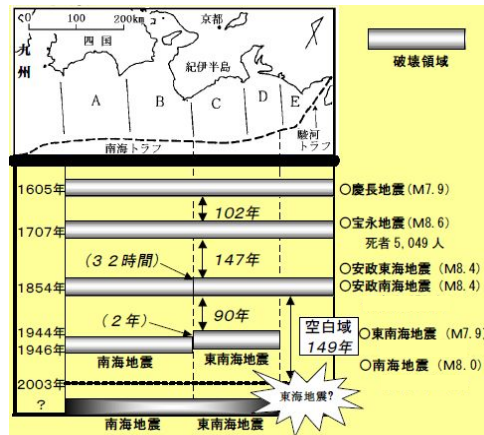 0 100 200km
京都
四国
九州
紀伊半島
A B C D E
駿河
トラフ
南海トラフ
破壊領域
1605年
○慶長地震(M7.9)
102年
1707年
○宝永地震(M8.6)
死者5,049人
147年
(32時間)
○安政東海地震(M8.4)
1854年
○安政南海地震(M8.4)
90年
(2年)
空白域
149年
1944年
○東南海地震(M7.9)
1946年
南海地震 東南海地震
○南海地震(M8.0)
2003年
東海地震?
?
南海地震 東南海地震